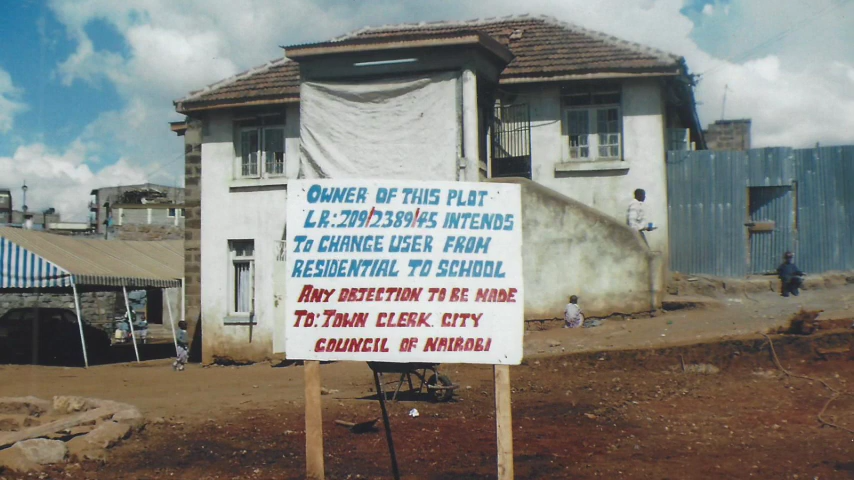 OWNER OF THIS PLOT
L.R:.209/2389/45 INTENDS
TO CHANGE USER FROM
RESIDENTIAL TO SCHOOL
ANY OBJECTION TO BE MADE
TO: TOWN CLERK. CITY
COUNCIL OF NAIROBI